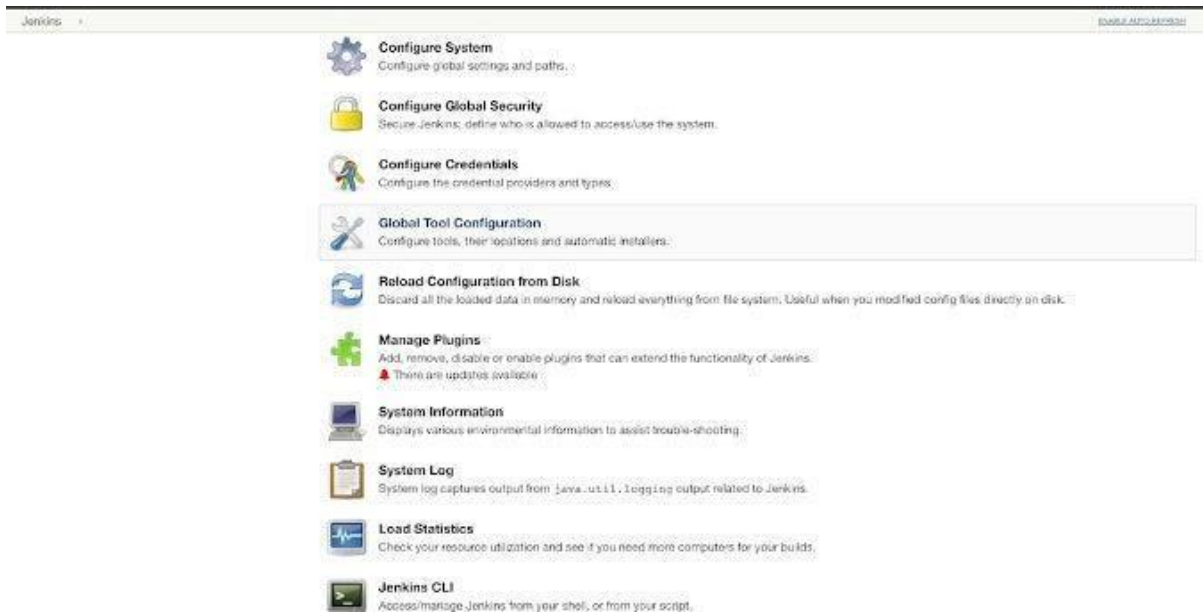 Jenkins
ENABLE AUTO REFRESH
Configure System
Configure global settings and paths.
Configure Global Security
Secure Jenkins; define who is allowed to access/use the system.
Configure Credentials
Configure the credential providers and types
Global Tool Configuration
Configure tools, their locations and automatic installers.
Reload Configuration from Disk
Discard all the loaded data in memory and reload everything from file system. Useful when you modified config files directly on disk.
Manage Plugins
Add, remove, disable or enable plugins that can extend the functionality of Jenkins.
There are updates available
System Information
Displays various environmental information to assist trouble-shooting.
System Log
System log captures output from java.util.logging output related to Jenkins.
Load Statistics
Check your resource utilization and see if you need more computers for your builds.
Jenkins CLI
Access/manage Jenkins from your shell, or from your script.